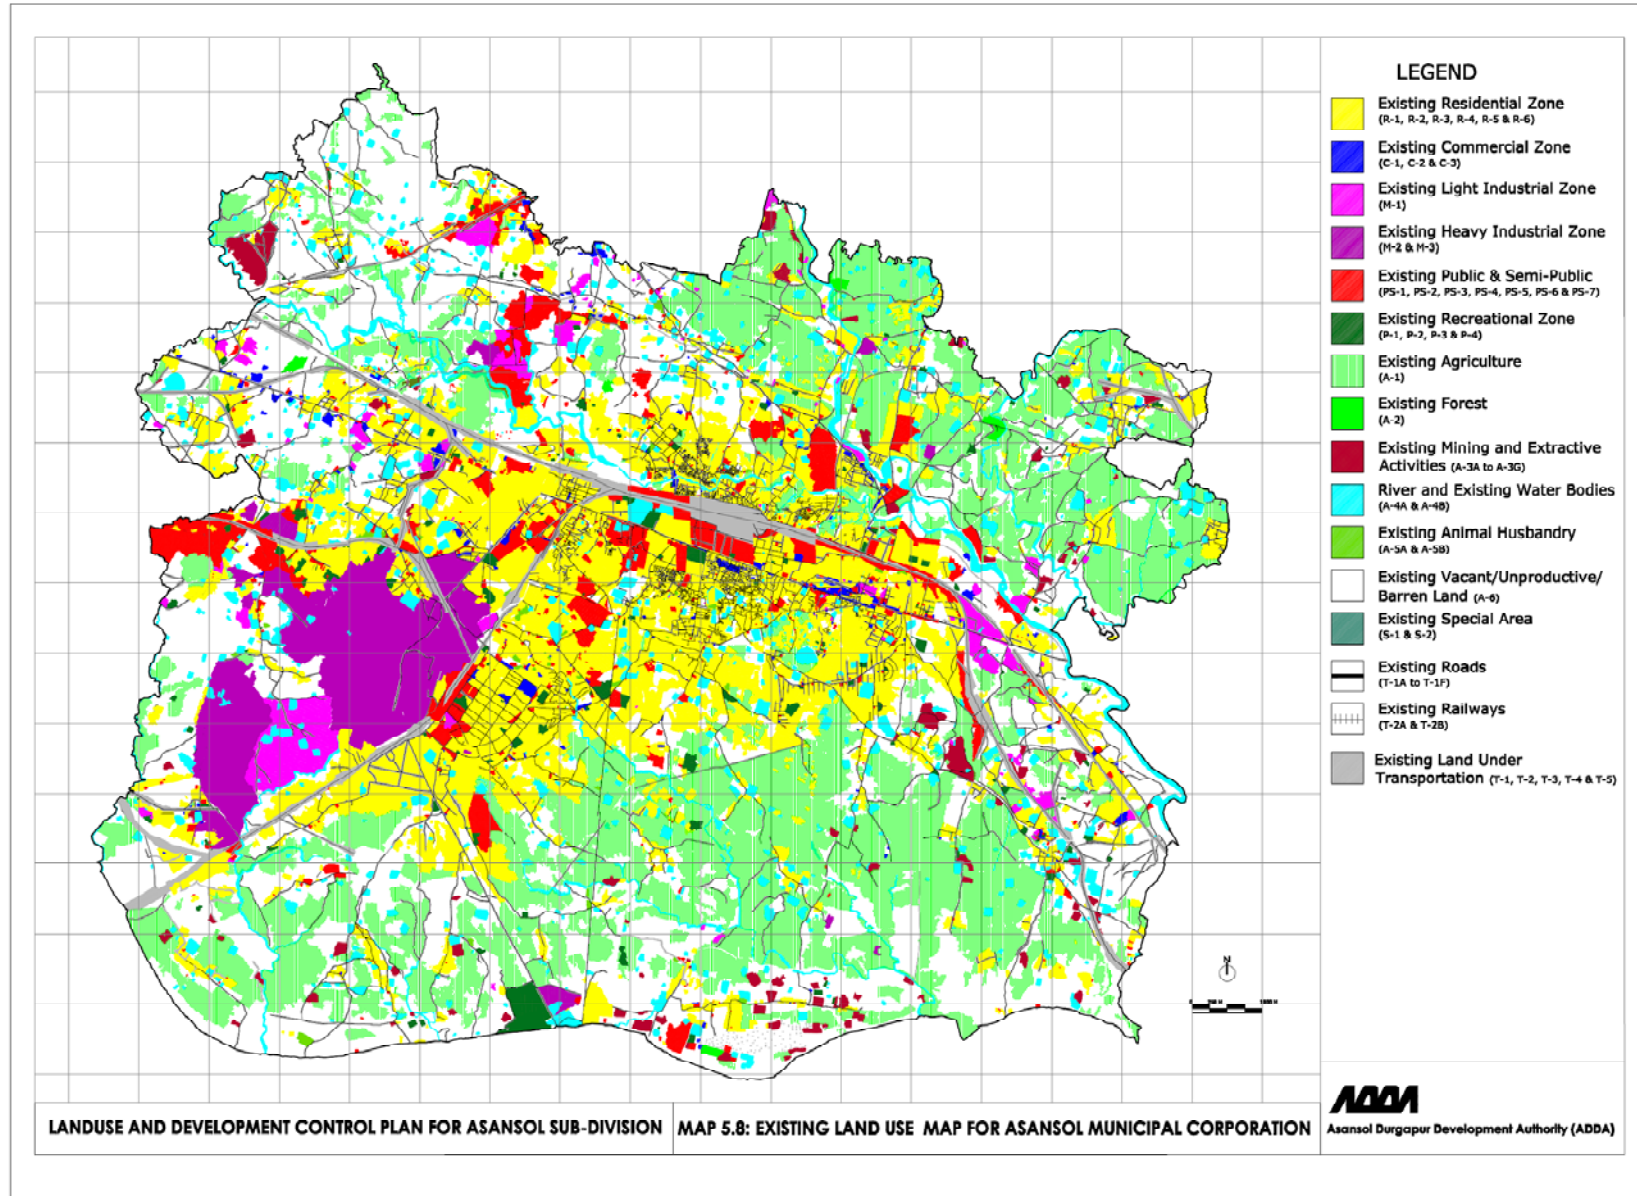 LEGEND
Existing Residential Zone
(R-1, R-2, R-3, R-4, R-5 & R-6)
Existing Commercial Zone
(C-1, C-2 & C-3)
Existing Light Industrial Zone
(M-1)
Existing Heavy Industrial Zone
(M-2 & M-3)
Existing Public & Semi-Public
(PS-1, PS-2, PS-3, PS-4, PS-5, PS-6 & PS-7)
Existing Recreational Zone
(P-1, P-2, P-3 & P-4)
Existing Agriculture
(A-1)
Existing Forest
(A-2)
Existing Mining and Extractive
Activities (A-3A to A-3G)
River and Existing Water Bodies
(A-4A & A-4B)
Existing Animal Husbandry
(A-5A & A-5B)
Existing Vacant/Unproductive/
Barren Land (A-6)
Existing Special Area
(S-1 & S-2)
Existing Roads
(T-1A to T-1F)
Existing Railways
(T-2A & T-2B)
Existing Land Under
Transportation (T-1, T-2, T-3, T-4 & T-5)
N
ADDA
Asansol Durgapur Development Authority (ADDA)
LANDUSE AND DEVELOPMENT CONTROL PLAN FOR ASANSOL SUB-DIVISION
MAP 5.8: EXISTING LAND USE MAP FOR ASANSOL MUNICIPAL CORPORATION